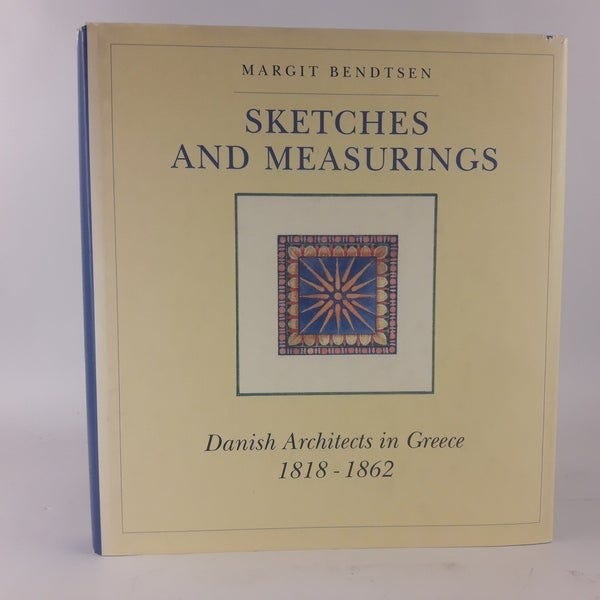 MARGIT BENDTSEN
SKETCHES
AND MEASURINGS
Danish Architects in Greece
1818-1862